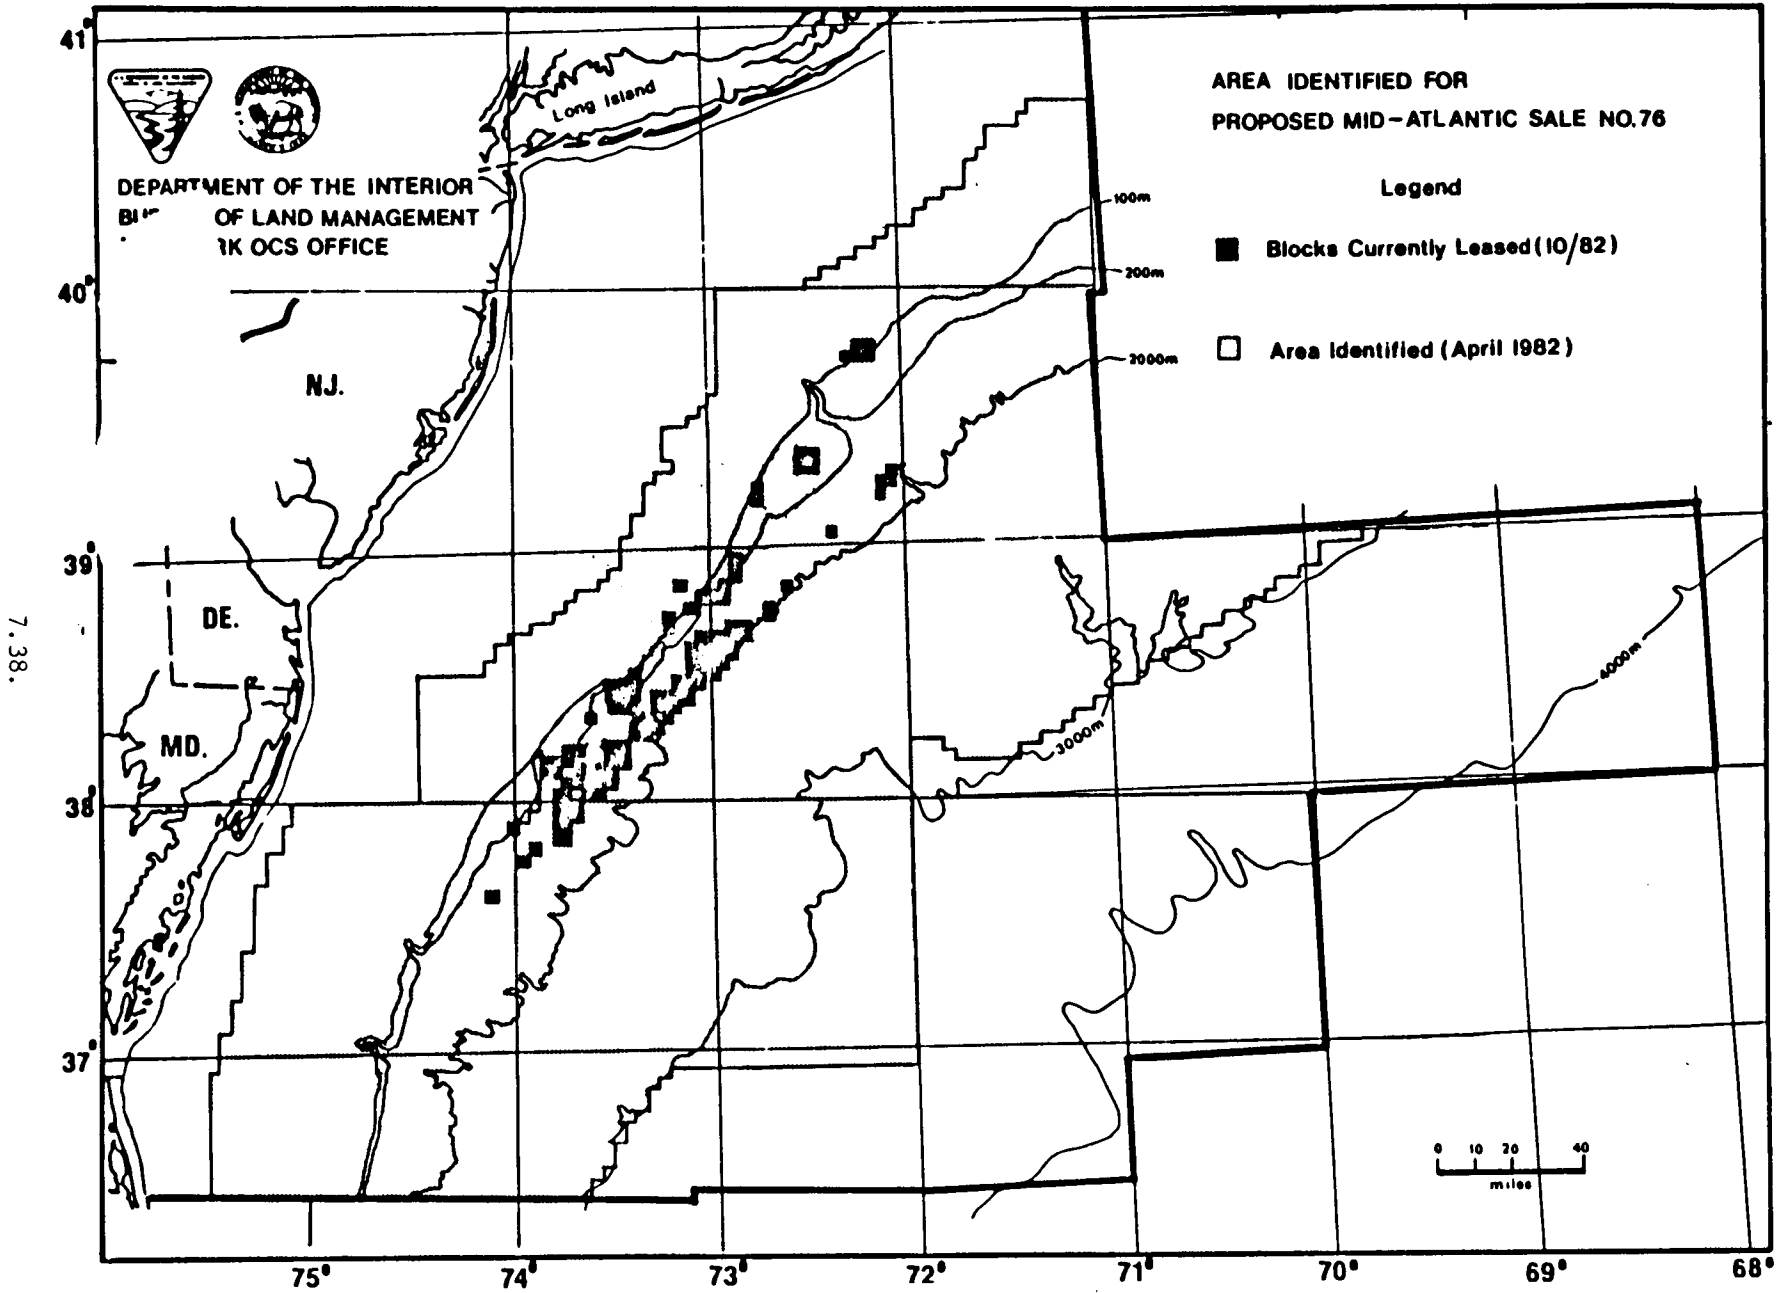 41°
AREA IDENTIFIED FOR
PROPOSED MID-ATLANTIC SALE NO.76
Long Island
DEPARTMENT OF THE INTERIOR
OF LAND MANAGEMENT
OCS OFFICE
Legend
Blocks Currently Leased (10/82)
Area Identified (April 1982)
100m
200m
2000m
40°
NJ.
39°
DE.
MD.
7.38.
4000m
3000m
38°
37°
0 10 20 40
miles
75° 74° 73° 72° 71° 70° 69° 68°